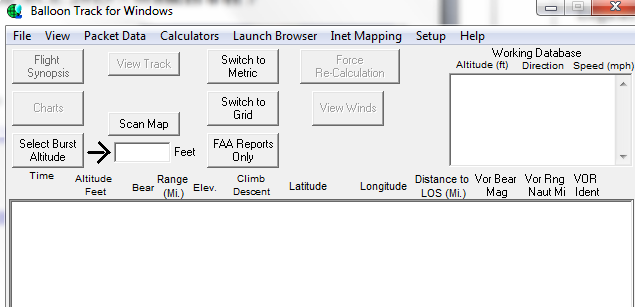 Balloon Track for Windows
File View Packet Data Calculators Launch Browser Inet Mapping Setup Help
Flight
Synopsis
View Track
Switch to
Metric
Force
Re-Calculation
Working Database
Altitude (ft) Direction Speed (mph)
Charts
Scan Map
Switch to
Grid
View Winds
Select Burst
Altitude
Feet
FAA Reports
Only
Time
Altitude
Feet
Bear
Range
(Mi.)
Elev.
Climb
Descent
Latitude
Longitude
Distance to
LOS (Mi.)
Vor Bear
Mag
Vor Rng
Naut Mi
VOR
Ident